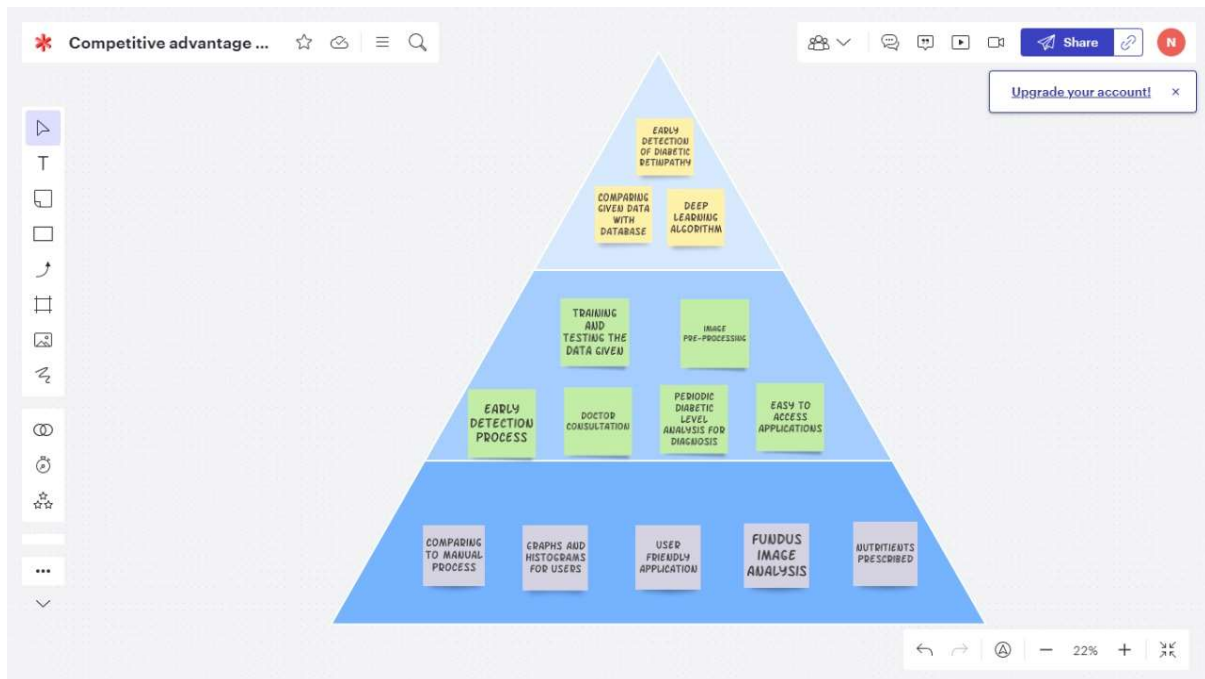 Competitive advantage ...
Share
N
Upgrade your account!
EARLY
DETECTION
OF DIABETIC
RETINPATHY
COMPARING
GIVEN DATA
WITH
DATABASE
DEEP
LEARNING
ALGORITHM
TRAINING
AND
TESTING THE
DATA GIVEN
IMAGE
PRE-PROCESSING
EARLY
DETECTION
PROCESS
DOCTOR
CONSULTATION
PERIODIC
DIABETIC
LEVEL
ANALYSIS FOR
DIAGNOSIS
EASY TO
ACCESS
APPLICATIONS
COMPARING
TO MANUAL
PROCESS
GRAPHS AND
HISTOGRAMS
FOR USERS
USER
FRIENDLY
APPLICATION
FUNDUS
IMAGE
ANALYSIS
NUTRITIENTS
PRESCRIBED
22%